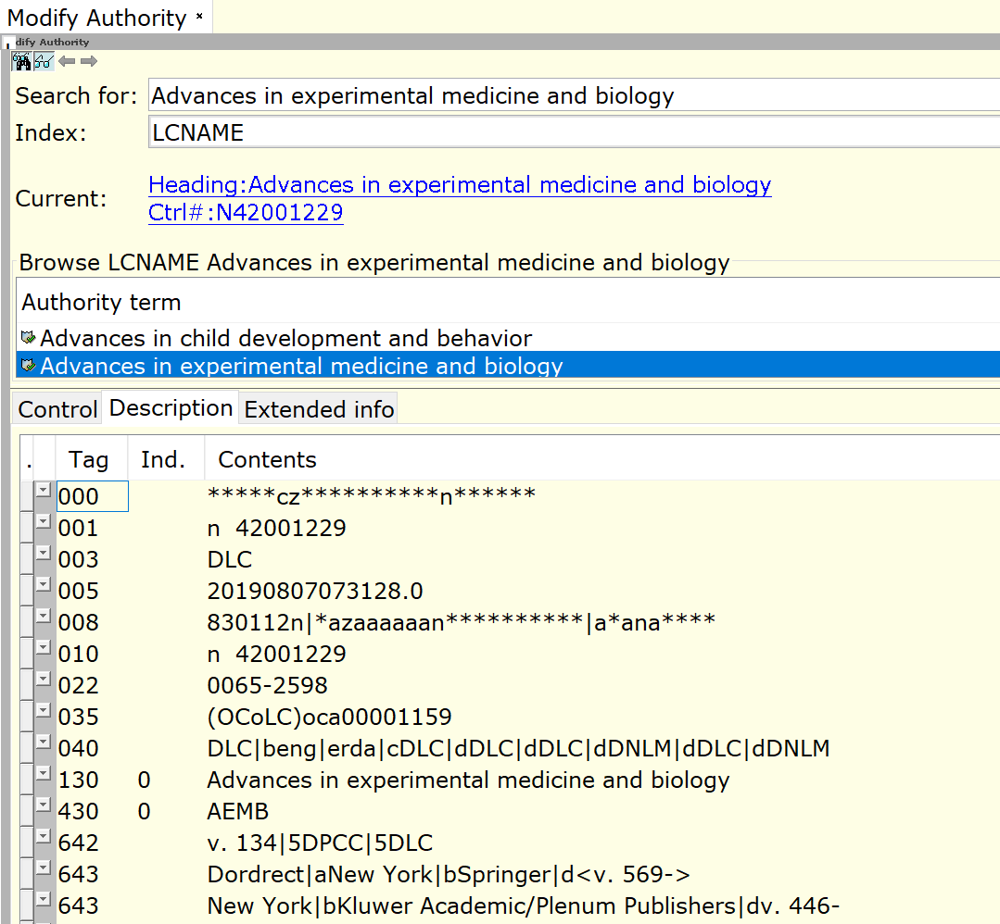 Modify Authority ×
dify Authority
Search for: Advances in experimental medicine and biology
Index: LCNAME
Current: Heading:Advances in experimental medicine and biology
Ctrl#:N42001229
Browse LCNAME Advances in experimental medicine and biology
Authority term
Advances in child development and behavior
Advances in experimental medicine and biology
Control Description Extended info
. Tag Ind. Contents
000 *****cz**********n******
001 n  42001229
003 DLC
005 20190807073128.0
008 830112n|*azaaaaaan**********|a*ana****
010 n  42001229
022 0065-2598
035 (OCoLC)oca00001159
040 DLC|beng|erda|cDLC|dDLC|dDLC|dDNLM|dDLC|dDNLM
130 0 Advances in experimental medicine and biology
430 0 AEMB
642 v. 134|5DPCC|5DLC
643 Dordrect|aNew York|bSpringer|d<v. 569->
643 New York|bKluwer Academic/Plenum Publishers|dv. 446-